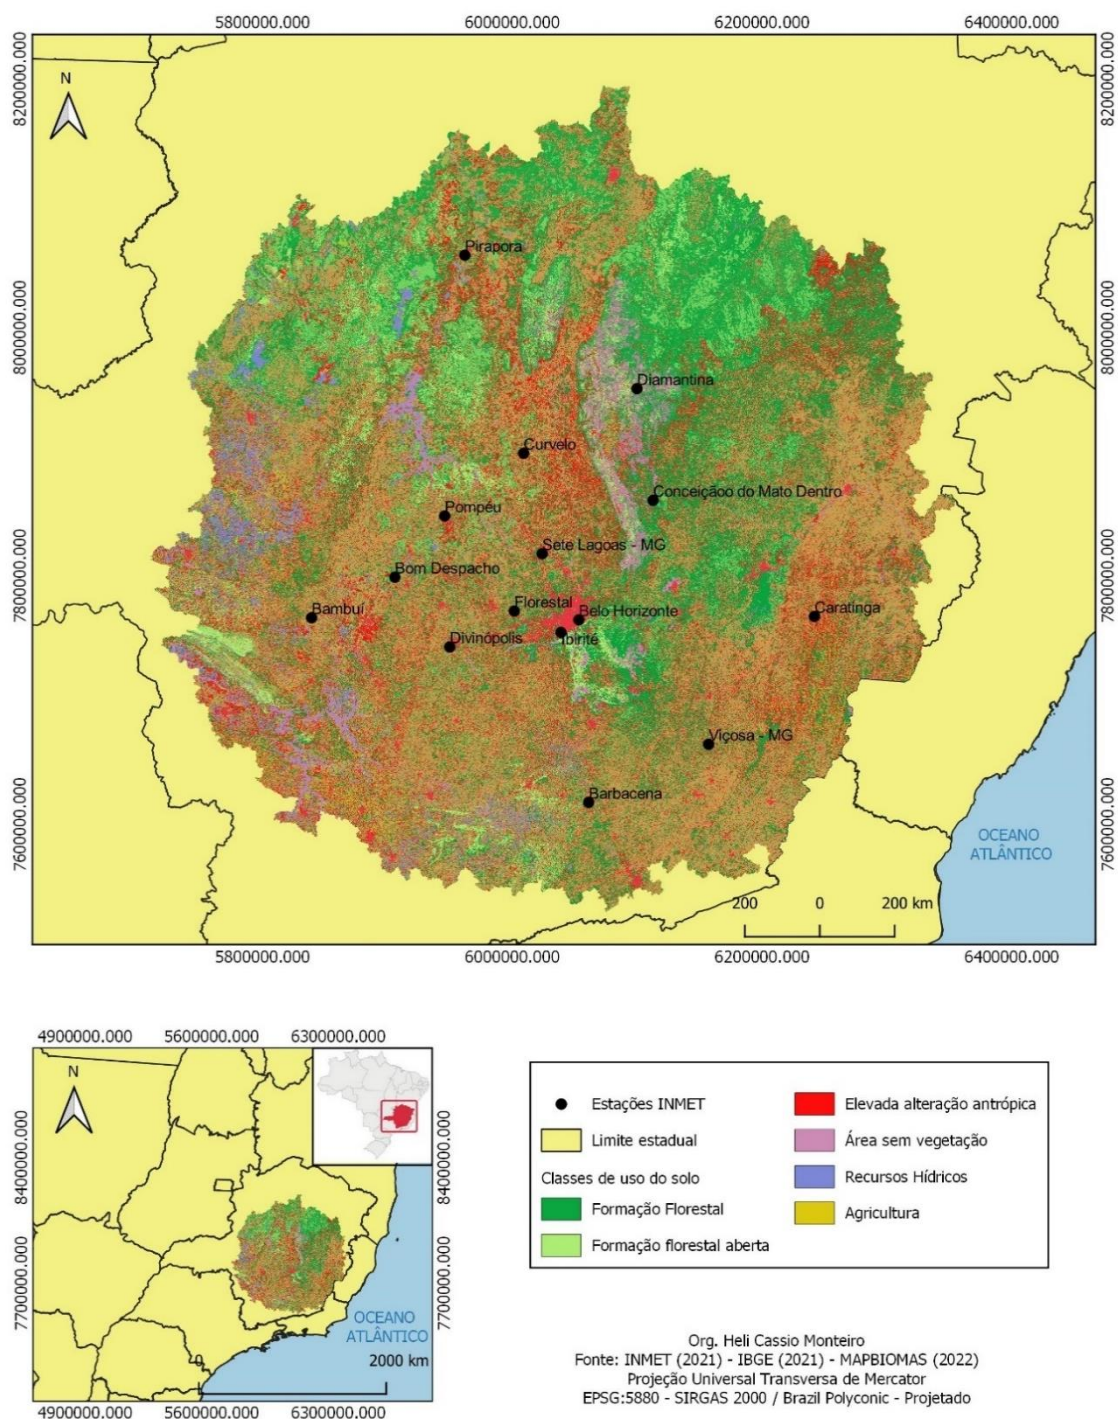 5800000.000 6000000.000 6200000.000 6400000.000
8200000.000
8200000.000
N
Pirapora
8000000.000
8000000.000
Diamantina
Curvelo
Conceiçãoo do Mato Dentro
Pompéu
Sete Lagoas - MG
Bom Despacho
7800000.000
7800000.000
Bambuí
Florestal
Belo Horizonte
Caratinga
Divinópolis
Ibirité
Viçosa - MG
Barbacena
7600000.000
7600000.000
OCEANO
ATLÂNTICO
200 0 200 km
5800000.000 6000000.000 6200000.000 6400000.000
4900000.000 5600000.000 6300000.000
N
8400000.000
8400000.000
7700000.000
7700000.000
OCEANO
ATLÂNTICO
0 2000 km
4900000.000 5600000.000 6300000.000
Estações INMET
Limite estadual
Classes de uso do solo
Formação Florestal
Formação florestal aberta
Elevada alteração antrópica
Área sem vegetação
Recursos Hídricos
Agricultura
Org. Heli Cassio Monteiro
Fonte: INMET (2021) - IBGE (2021) - MAPBIOMAS (2022)
Projeção Universal Transversa de Mercator
EPSG:5880 - SIRGAS 2000 / Brazil Polyconic - Projetado